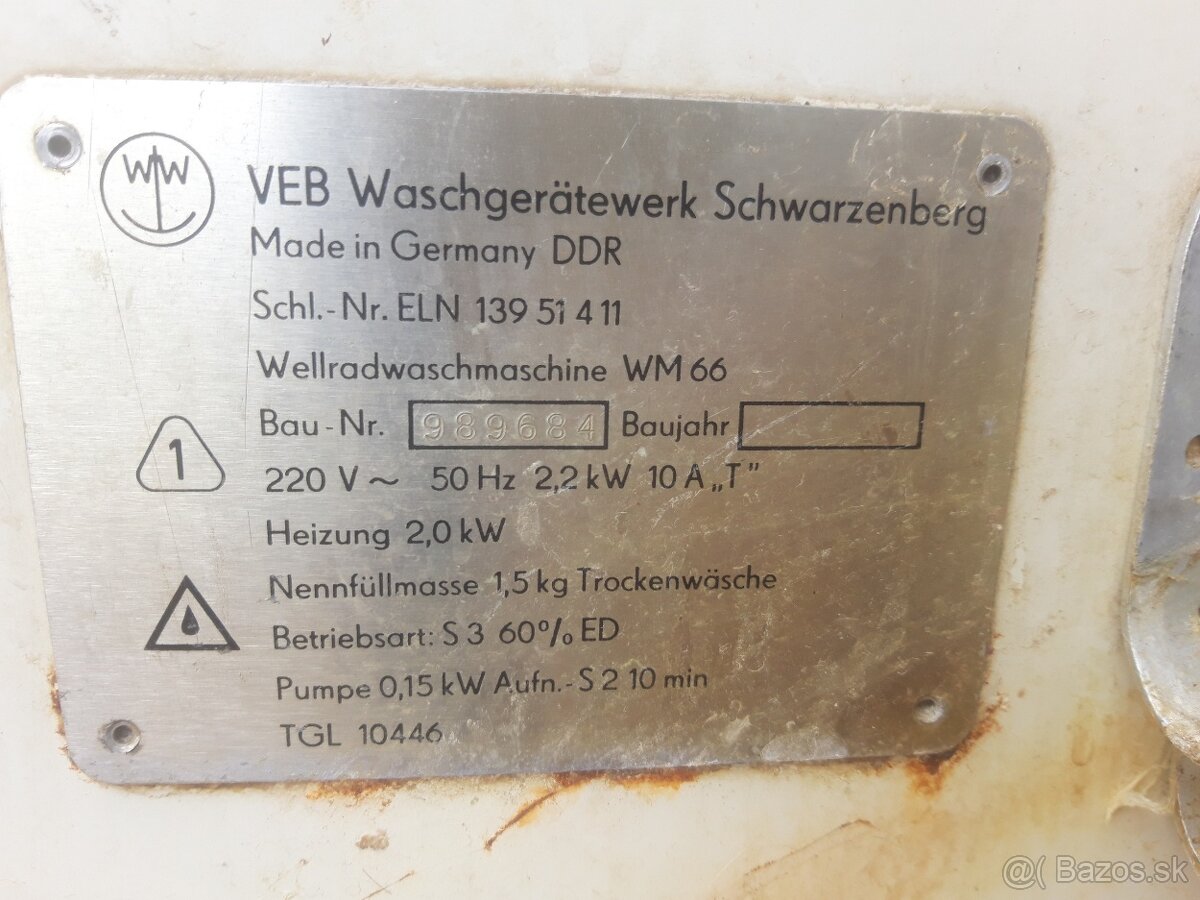 WW
VEB Waschgerätewerk Schwarzenberg
Made in Germany DDR
Schl.-Nr. ELN 139 51 4 11
Wellradwaschmaschine WM 66
Bau-Nr. 989684 Baujahr
1
220 V ~ 50 Hz 2,2 kW 10 A „T"
Heizung 2,0 kW
Nennfüllmasse 1,5 kg Trockenwäsche
Betriebsart: S 3 60% ED
Pumpe 0,15 kW Aufn.-S 2 10 min
TGL 10446
@( Bazos.sk